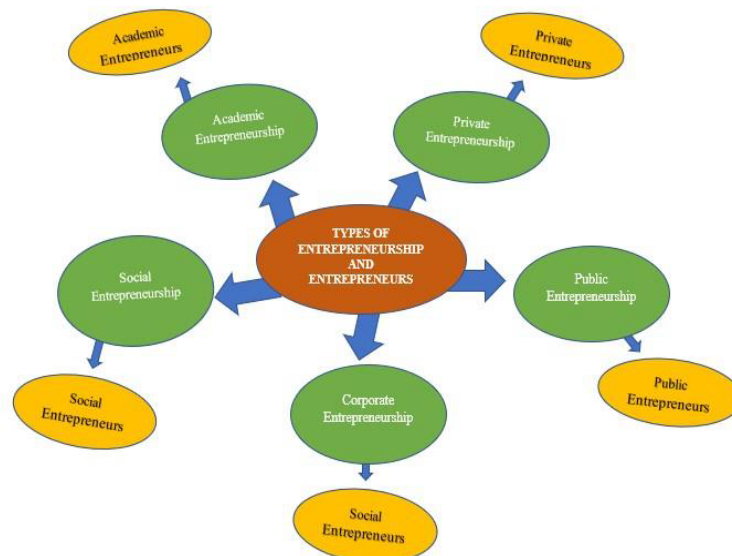 Academic
Entrepreneurs
Private
Entrepreneurs
Academic
Entrepreneurship
Private
Entrepreneurship
TYPES OF
ENTREPRENEURSHIP
AND
ENTREPRENEURS
Social
Entrepreneurship
Public
Entrepreneurship
Social
Entrepreneurs
Corporate
Entrepreneurship
Public
Entrepreneurs
Social
Entrepreneurs